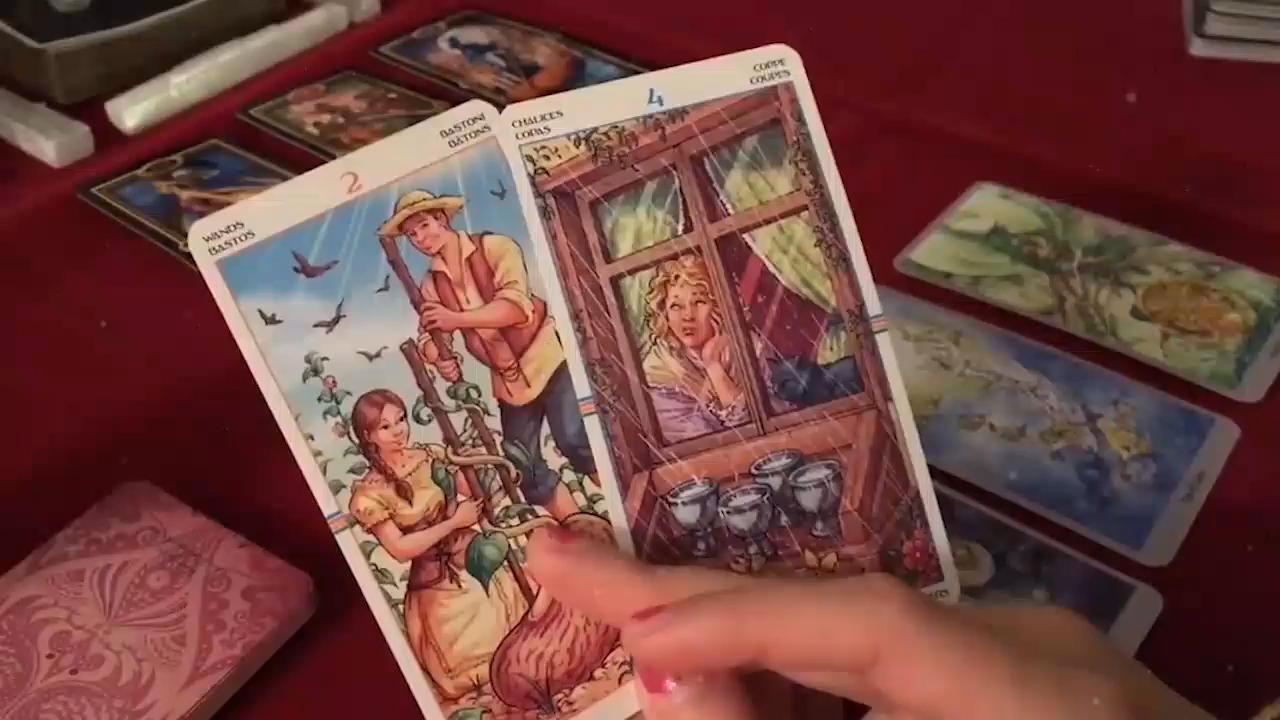 WANDS
BASTOS
2
BASTONI
BÂTONS
CHALICES
COPAS
4
COPPE
COUPES